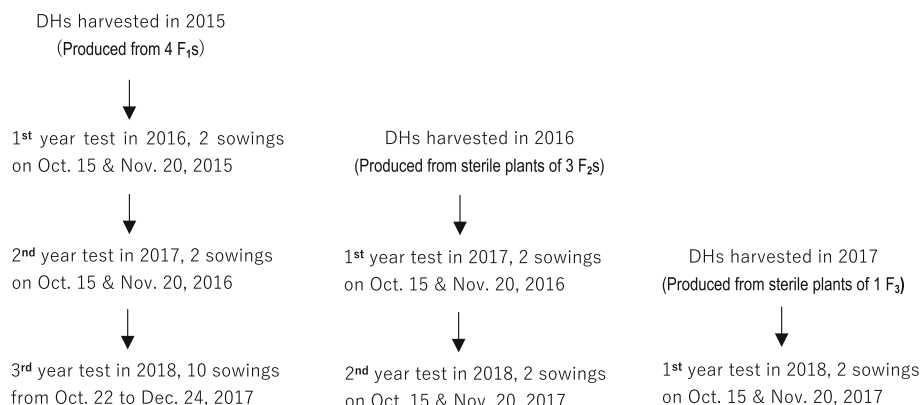 DHs harvested in 2015
(Produced from 4 F₁s)
1st year test in 2016, 2 sowings
on Oct. 15 & Nov. 20, 2015
2nd year test in 2017, 2 sowings
on Oct. 15 & Nov. 20, 2016
3rd year test in 2018, 10 sowings
from Oct. 22 to Dec. 24, 2017
DHs harvested in 2016
(Produced from sterile plants of 3 F₂s)
1st year test in 2017, 2 sowings
on Oct. 15 & Nov. 20, 2016
2nd year test in 2018, 2 sowings
on Oct. 15 & Nov. 20, 2017
DHs harvested in 2017
(Produced from sterile plants of 1 F₃)
1st year test in 2018, 2 sowings
on Oct. 15 & Nov. 20, 2017